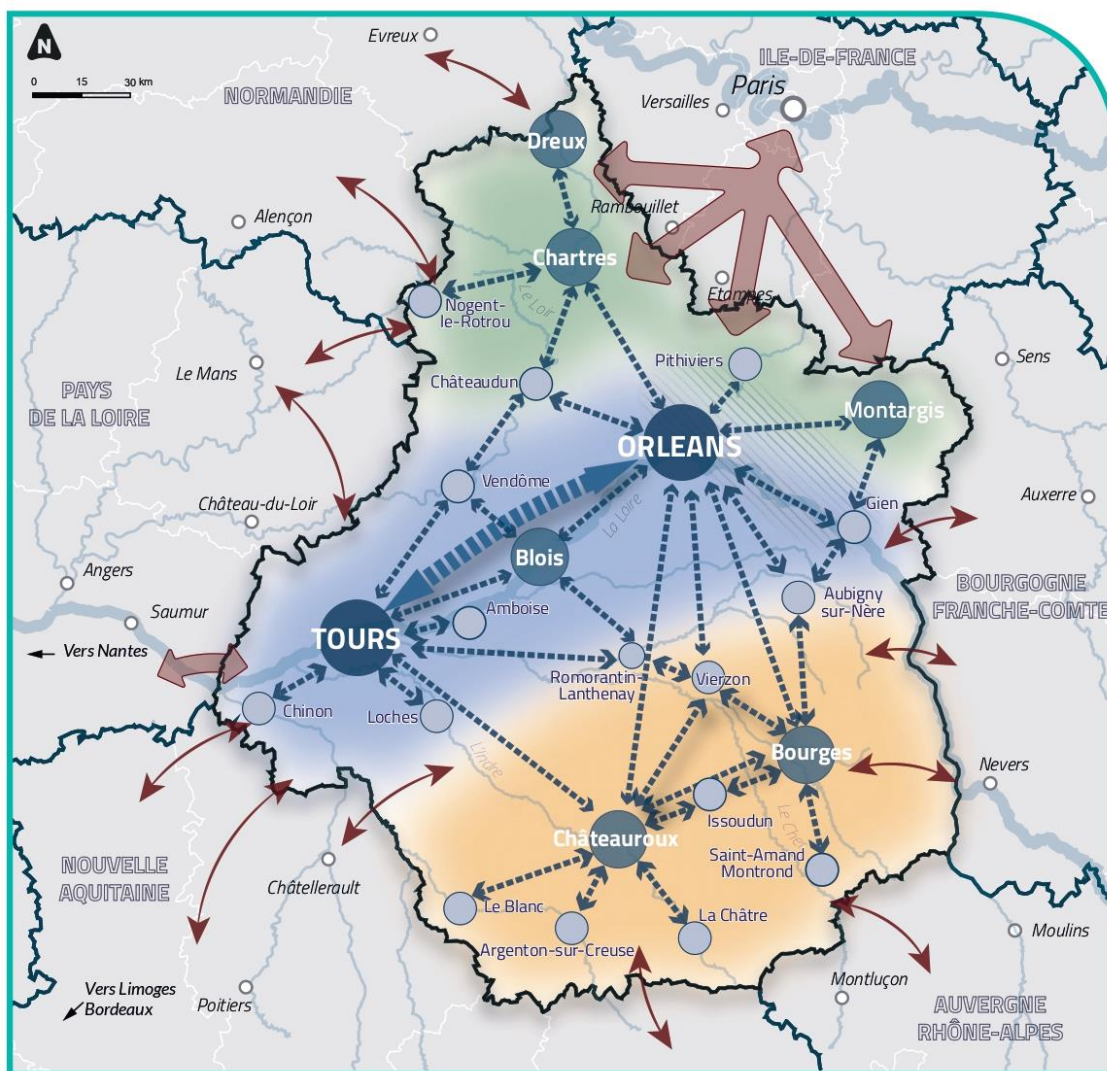 N
0 15 30 km
Evreux
ILE-DE-FRANCE
Paris
Versailles
NORMANDIE
Dreux
Rambouillet
Alençon
Chartres
Etampes
Nogent-
le-Rotrou
Le Loir
Sens
Pithiviers
Le Mans
Châteaudun
PAYS
DE LA LOIRE
Montargis
ORLEANS
Vendôme
Auxerre
Château-du-Loir
Gien
La Loire
Blois
Angers
BOURGOGNE
FRANCHE-COMTE
Aubigny
sur-Nère
Amboise
Saumur
TOURS
Vers Nantes
Romorantin-
Lanthenay
Vierzon
Chinon
Loches
Bourges
L'Indre
Nevers
Issoudun
Le Che
Châteauroux
NOUVELLE
AQUITAINE
Châtellerault
Saint-Amand
Montrond
Le Blanc
La Châtre
Argenton-sur-Creuse
Moulins
Montluçon
Vers Limoges
Bordeaux
Poitiers
AUVERGNE
RHÔNE-ALPES